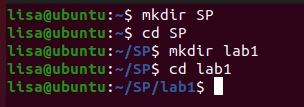 lisa@ubuntu:~$ mkdir SP
lisa@ubuntu:~$ cd SP
lisa@ubuntu:~/SP$ mkdir lab1
lisa@ubuntu:~/SP$ cd lab1
lisa@ubuntu:~/SP/lab1$